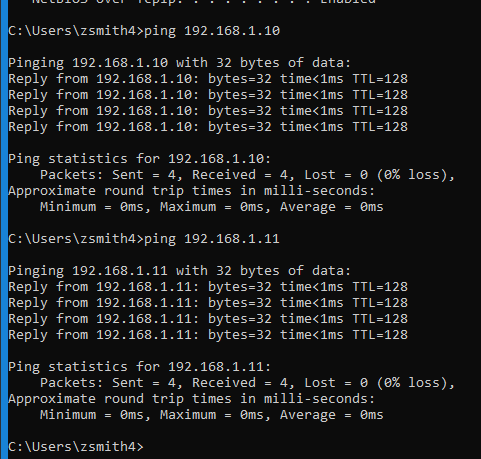 NetBIOS over Tcpip. . . . . . . . : Enabled
C:\Users\zsmith4>ping 192.168.1.10
Pinging 192.168.1.10 with 32 bytes of data:
Reply from 192.168.1.10: bytes=32 time<1ms TTL=128
Reply from 192.168.1.10: bytes=32 time<1ms TTL=128
Reply from 192.168.1.10: bytes=32 time<1ms TTL=128
Reply from 192.168.1.10: bytes=32 time<1ms TTL=128
Ping statistics for 192.168.1.10:
Packets: Sent = 4, Received = 4, Lost = 0 (0% loss),
Approximate round trip times in milli-seconds:
Minimum = 0ms, Maximum = 0ms, Average = 0ms
C:\Users\zsmith4>ping 192.168.1.11
Pinging 192.168.1.11 with 32 bytes of data:
Reply from 192.168.1.11: bytes=32 time<1ms TTL=128
Reply from 192.168.1.11: bytes=32 time<1ms TTL=128
Reply from 192.168.1.11: bytes=32 time<1ms TTL=128
Reply from 192.168.1.11: bytes=32 time<1ms TTL=128
Ping statistics for 192.168.1.11:
Packets: Sent = 4, Received = 4, Lost = 0 (0% loss),
Approximate round trip times in milli-seconds:
Minimum = 0ms, Maximum = 0ms, Average = 0ms
C:\Users\zsmith4>